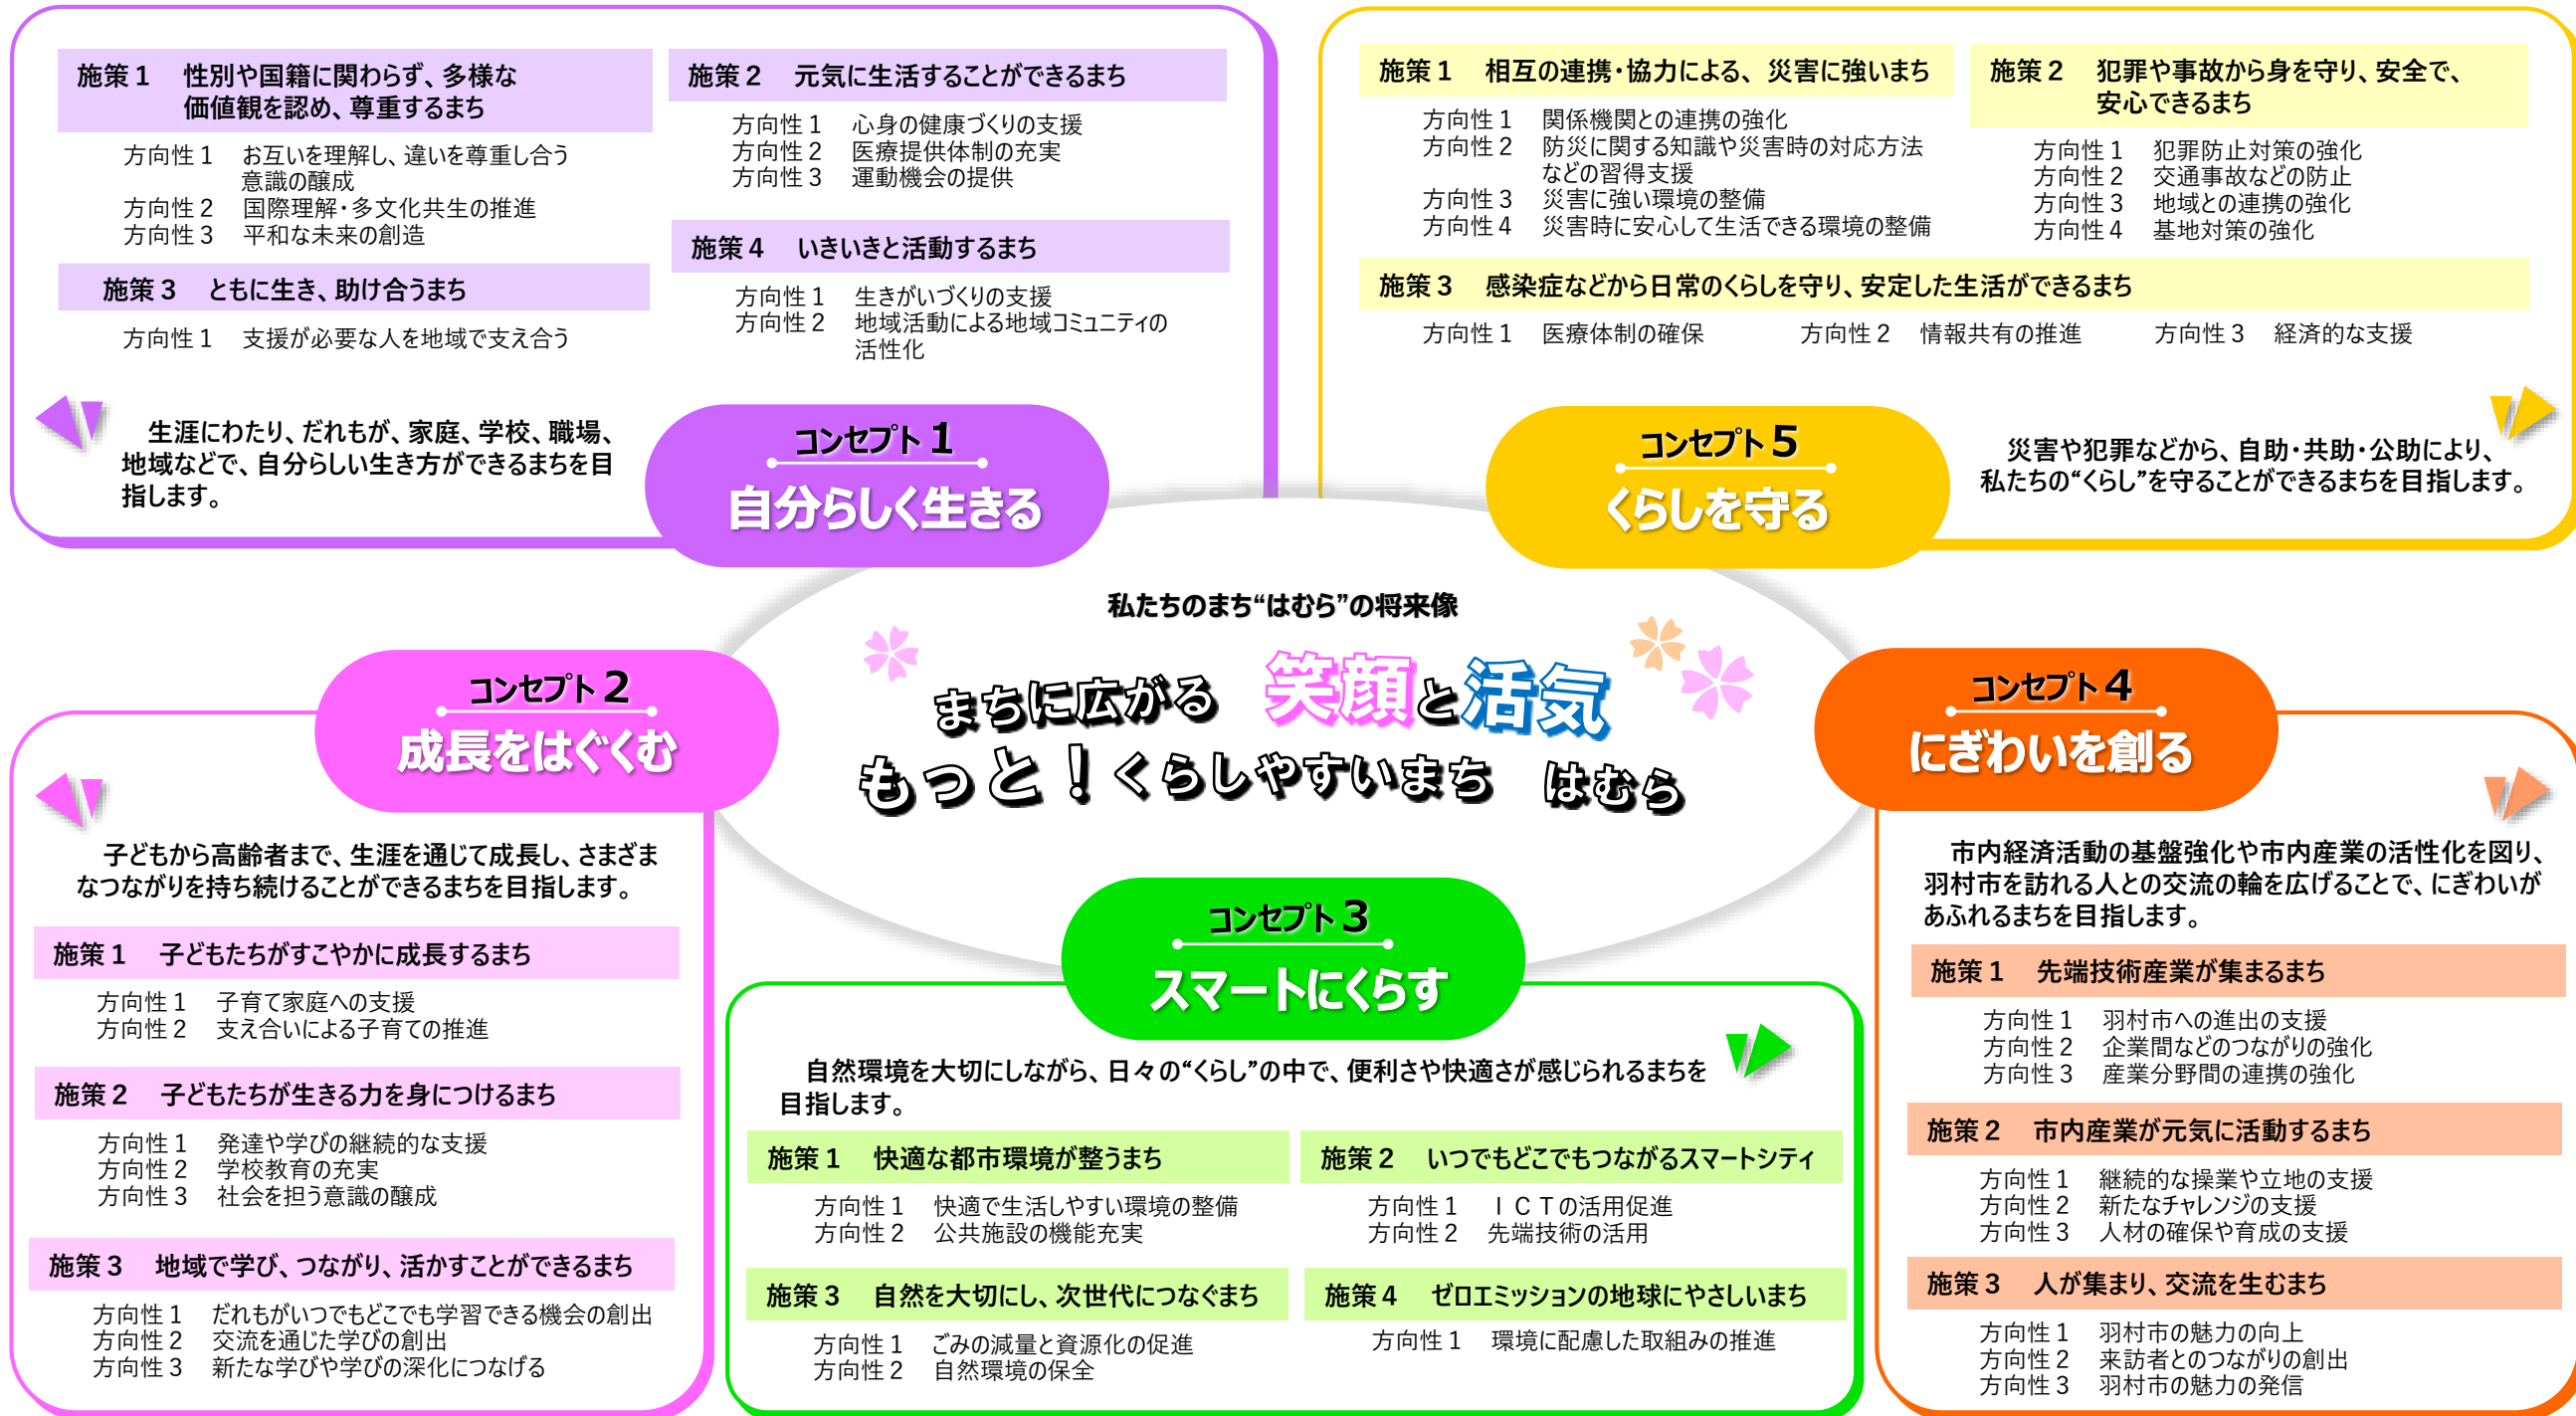 施策1 性別や国籍に関わらず、多様な
価値観を認め、尊重するまち
方向性1 お互いを理解し、違いを尊重し合う
意識の醸成
方向性2 国際理解・多文化共生の推進
方向性3 平和な未来の創造
施策2 元気に生活することができるまち
方向性1 心身の健康づくりの支援
方向性2 医療提供体制の充実
方向性3 運動機会の提供
施策3 ともに生き、助け合うまち
方向性1 支援が必要な人を地域で支え合う
施策4 いきいきと活動するまち
方向性1 生きがいづくりの支援
方向性2 地域活動による地域コミュニティの
活性化
生涯にわたり、だれもが、家庭、学校、職場、
地域などで、自分らしい生き方ができるまちを目
指します。
コンセプト1
自分らしく生きる
施策1 相互の連携・協力による、災害に強いまち
方向性1 関係機関との連携の強化
方向性2 防災に関する知識や災害時の対応方法
などの習得支援
方向性3 災害に強い環境の整備
方向性4 災害時に安心して生活できる環境の整備
施策2 犯罪や事故から身を守り、安全で、
安心できるまち
方向性1 犯罪防止対策の強化
方向性2 交通事故などの防止
方向性3 地域との連携の強化
方向性4 基地対策の強化
施策3 感染症などから日常のくらしを守り、安定した生活ができるまち
方向性1 医療体制の確保 方向性2 情報共有の推進 方向性3 経済的な支援
コンセプト5
くらしを守る
災害や犯罪などから、自助・共助・公助により、
私たちの“くらし”を守ることができるまちを目指します。
私たちのまち“はむら”の将来像
まちに広がる 笑顔と活気
もっと！くらしやすいまち はむら
コンセプト2
成長をはぐくむ
子どもから高齢者まで、生涯を通じて成長し、さまざま
なつながりを持ち続けることができるまちを目指します。
施策1 子どもたちがすこやかに成長するまち
方向性1 子育て家庭への支援
方向性2 支え合いによる子育ての推進
施策2 子どもたちが生きる力を身につけるまち
方向性1 発達や学びの継続的な支援
方向性2 学校教育の充実
方向性3 社会を担う意識の醸成
施策3 地域で学び、つながり、活かすことができるまち
方向性1 だれもがいつでもどこでも学習できる機会の創出
方向性2 交流を通じた学びの創出
方向性3 新たな学びや学びの深化につなげる
コンセプト3
スマートにくらす
自然環境を大切にしながら、日々の“くらし”の中で、便利さや快適さが感じられるまちを
目指します。
施策1 快適な都市環境が整うまち
方向性1 快適で生活しやすい環境の整備
方向性2 公共施設の機能充実
施策2 いつでもどこでもつながるスマートシティ
方向性1 ＩＣＴの活用促進
方向性2 先端技術の活用
施策3 自然を大切にし、次世代につなぐまち
方向性1 ごみの減量と資源化の促進
方向性2 自然環境の保全
施策4 ゼロエミッションの地球にやさしいまち
方向性1 環境に配慮した取組みの推進
コンセプト4
にぎわいを創る
市内経済活動の基盤強化や市内産業の活性化を図り、
羽村市を訪れる人との交流の輪を広げることで、にぎわいが
あふれるまちを目指します。
施策1 先端技術産業が集まるまち
方向性1 羽村市への進出の支援
方向性2 企業間などのつながりの強化
方向性3 産業分野間の連携の強化
施策2 市内産業が元気に活動するまち
方向性1 継続的な操業や立地の支援
方向性2 新たなチャレンジの支援
方向性3 人材の確保や育成の支援
施策3 人が集まり、交流を生むまち
方向性1 羽村市の魅力の向上
方向性2 来訪者とのつながりの創出
方向性3 羽村市の魅力の発信